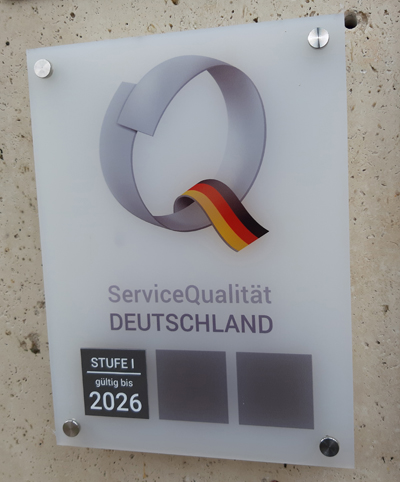 ServiceQualität
DEUTSCHLAND
STUFE I
gültig bis
2026